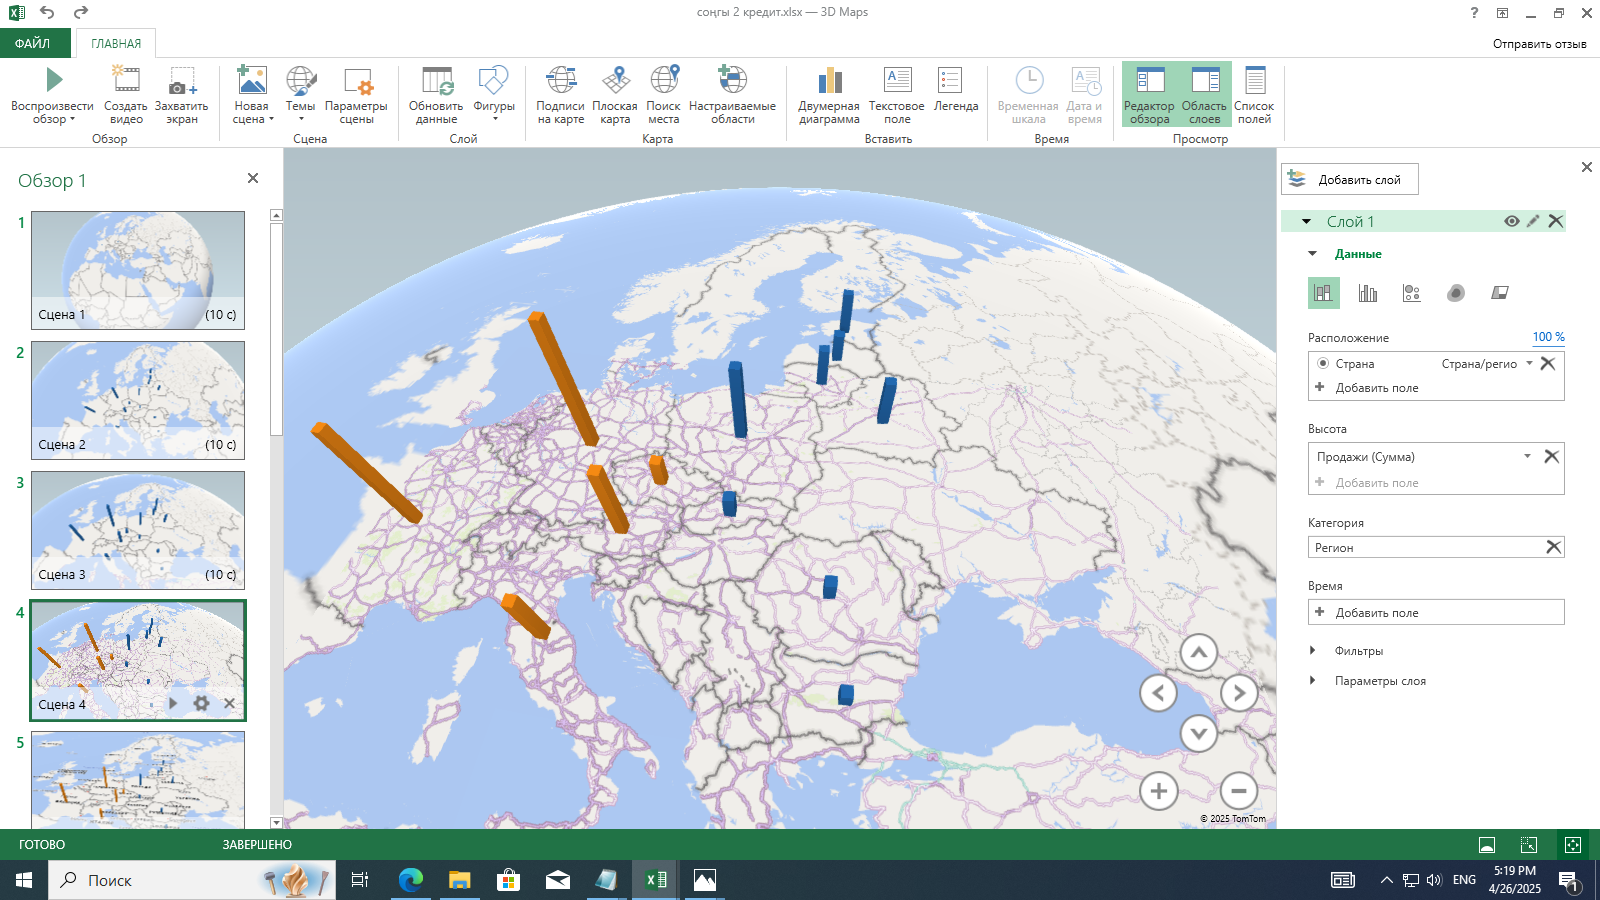 соңғы 2 кредит.xlsx — 3D Maps
?
ФАЙЛ
ГЛАВНАЯ
Отправить отзыв
Воспроизвести обзор
Создать видео
Захватить экран
Обзор
Новая сцена
Темы
Параметры сцены
Сцена
Обновить данные
Фигуры
Слой
Подписи на карте
Плоская карта
Поиск места
Настраиваемые области
Карта
Двумерная диаграмма
Текстовое поле
Легенда
Вставить
Временная шкала
Дата и время
Время
Редактор обзора
Область слоев
Список полей
Просмотр
Обзор 1
1
Сцена 1 (10 с)
2
Сцена 2 (10 с)
3
Сцена 3 (10 с)
4
Сцена 4
5
© 2025 TomTom
Добавить слой
Слой 1
Данные
Расположение 100 %
Страна Страна/регио
Добавить поле
Высота
Продажи (Сумма)
Добавить поле
Категория
Регион
Время
Добавить поле
Фильтры
Параметры слоя
ГОТОВО
ЗАВЕРШЕНО
Поиск
ENG
5:19 PM
4/26/2025
1